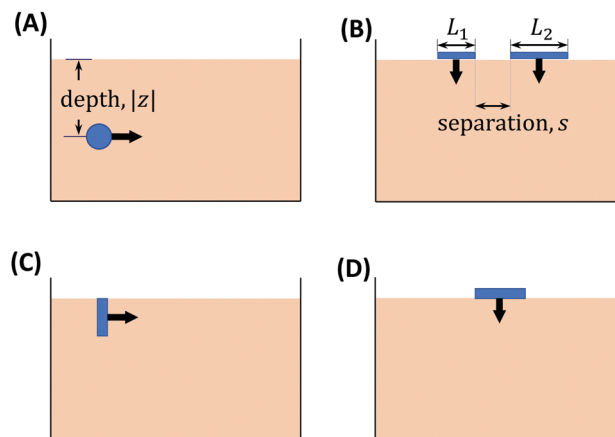 (A)
depth, |z|
(B)
L₁
L₂
separation, s
(C)
(D)